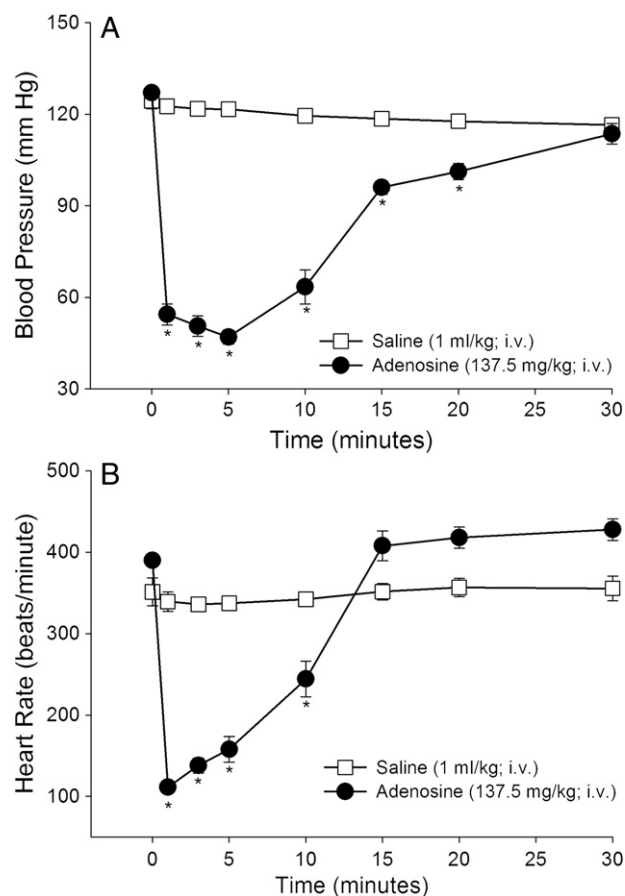 A
150
120
90
60
30
Blood Pressure (mm Hg)
Saline (1 ml/kg; i.v.)
Adenosine (137.5 mg/kg; i.v.)
* * * * * *
0 5 10 15 20 25 30
Time (minutes)
B
500
400
300
200
100
Heart Rate (beats/minute)
Saline (1 ml/kg; i.v.)
Adenosine (137.5 mg/kg; i.v.)
* * * *
0 5 10 15 20 25 30
Time (minutes)